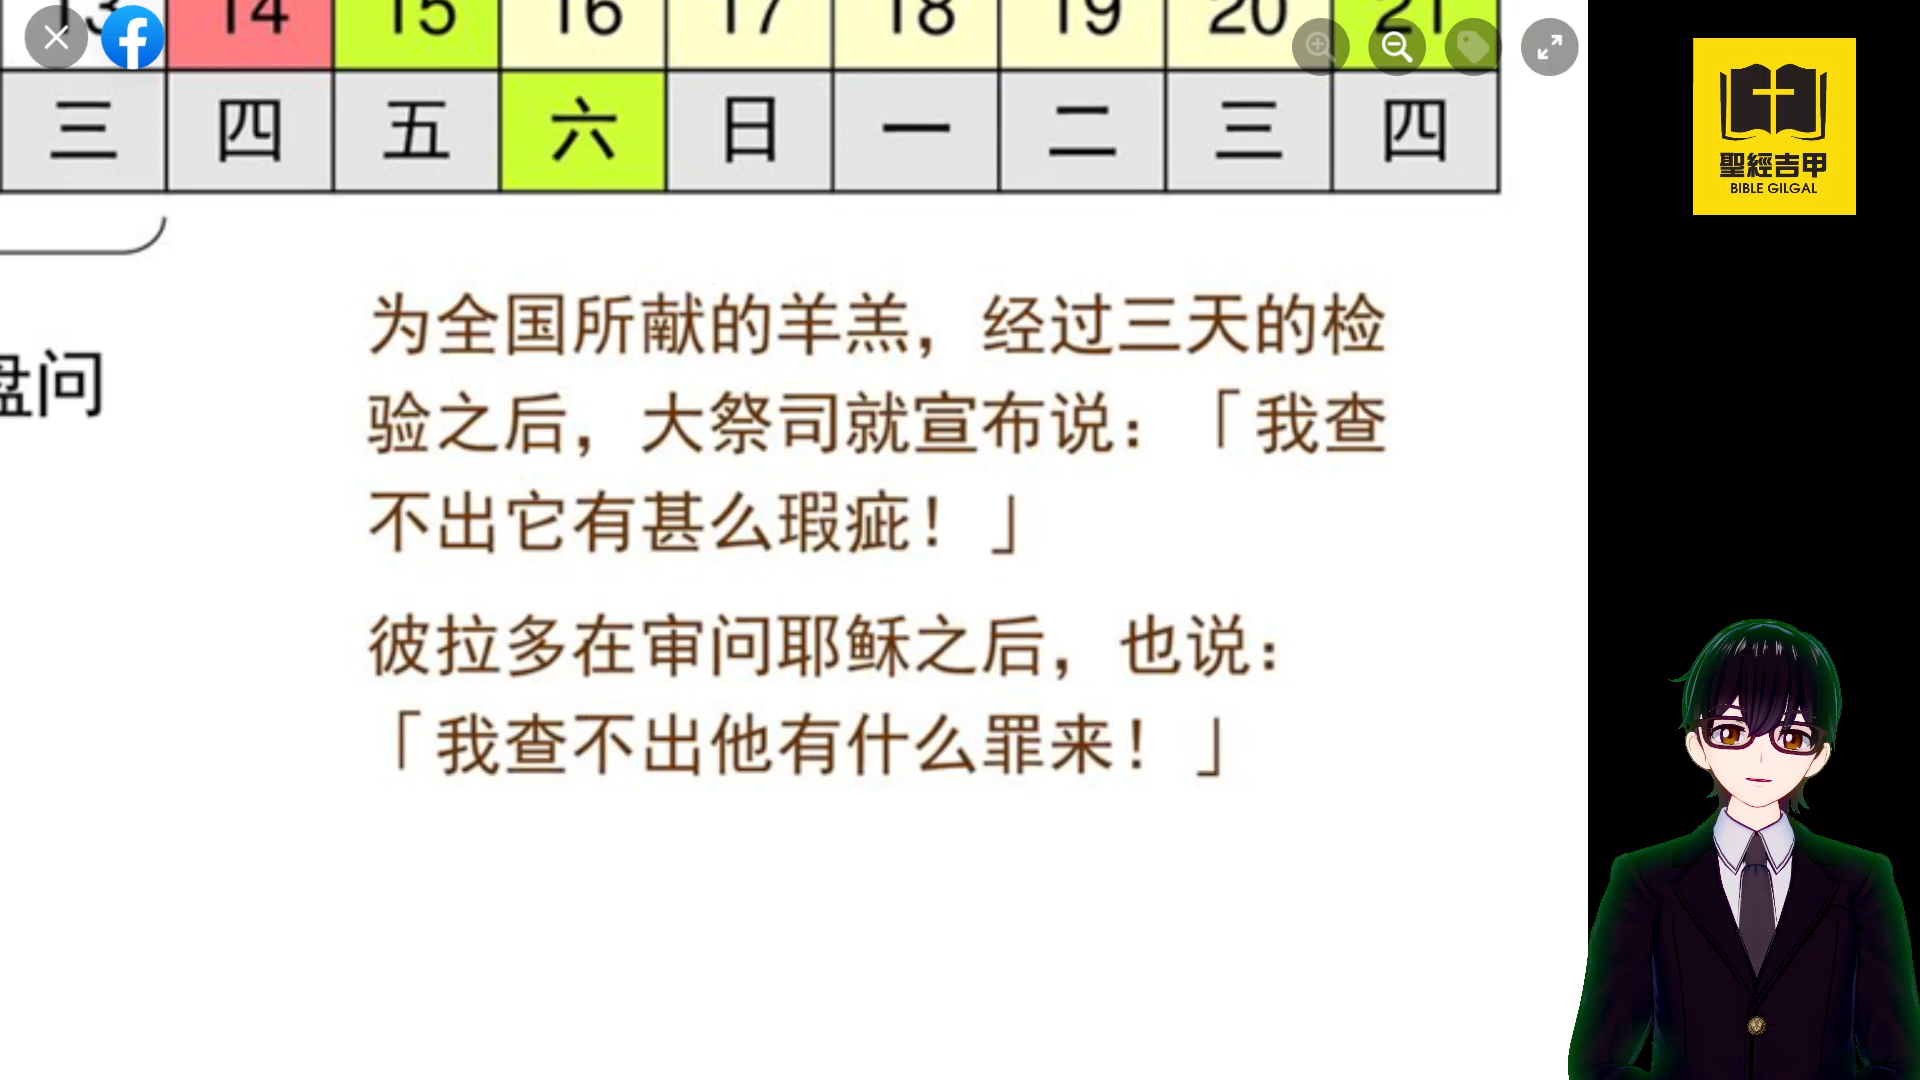 13 14 15 16 17 18 19 20 21
三 四 五 六 日 一 二 三 四
盘问
为全国所献的羊羔，经过三天的检
验之后，大祭司就宣布说：「我查
不出它有甚么瑕疵！」
彼拉多在审问耶稣之后，也说：
「我查不出他有什么罪来！」
聖經吉甲
BIBLE GILGAL